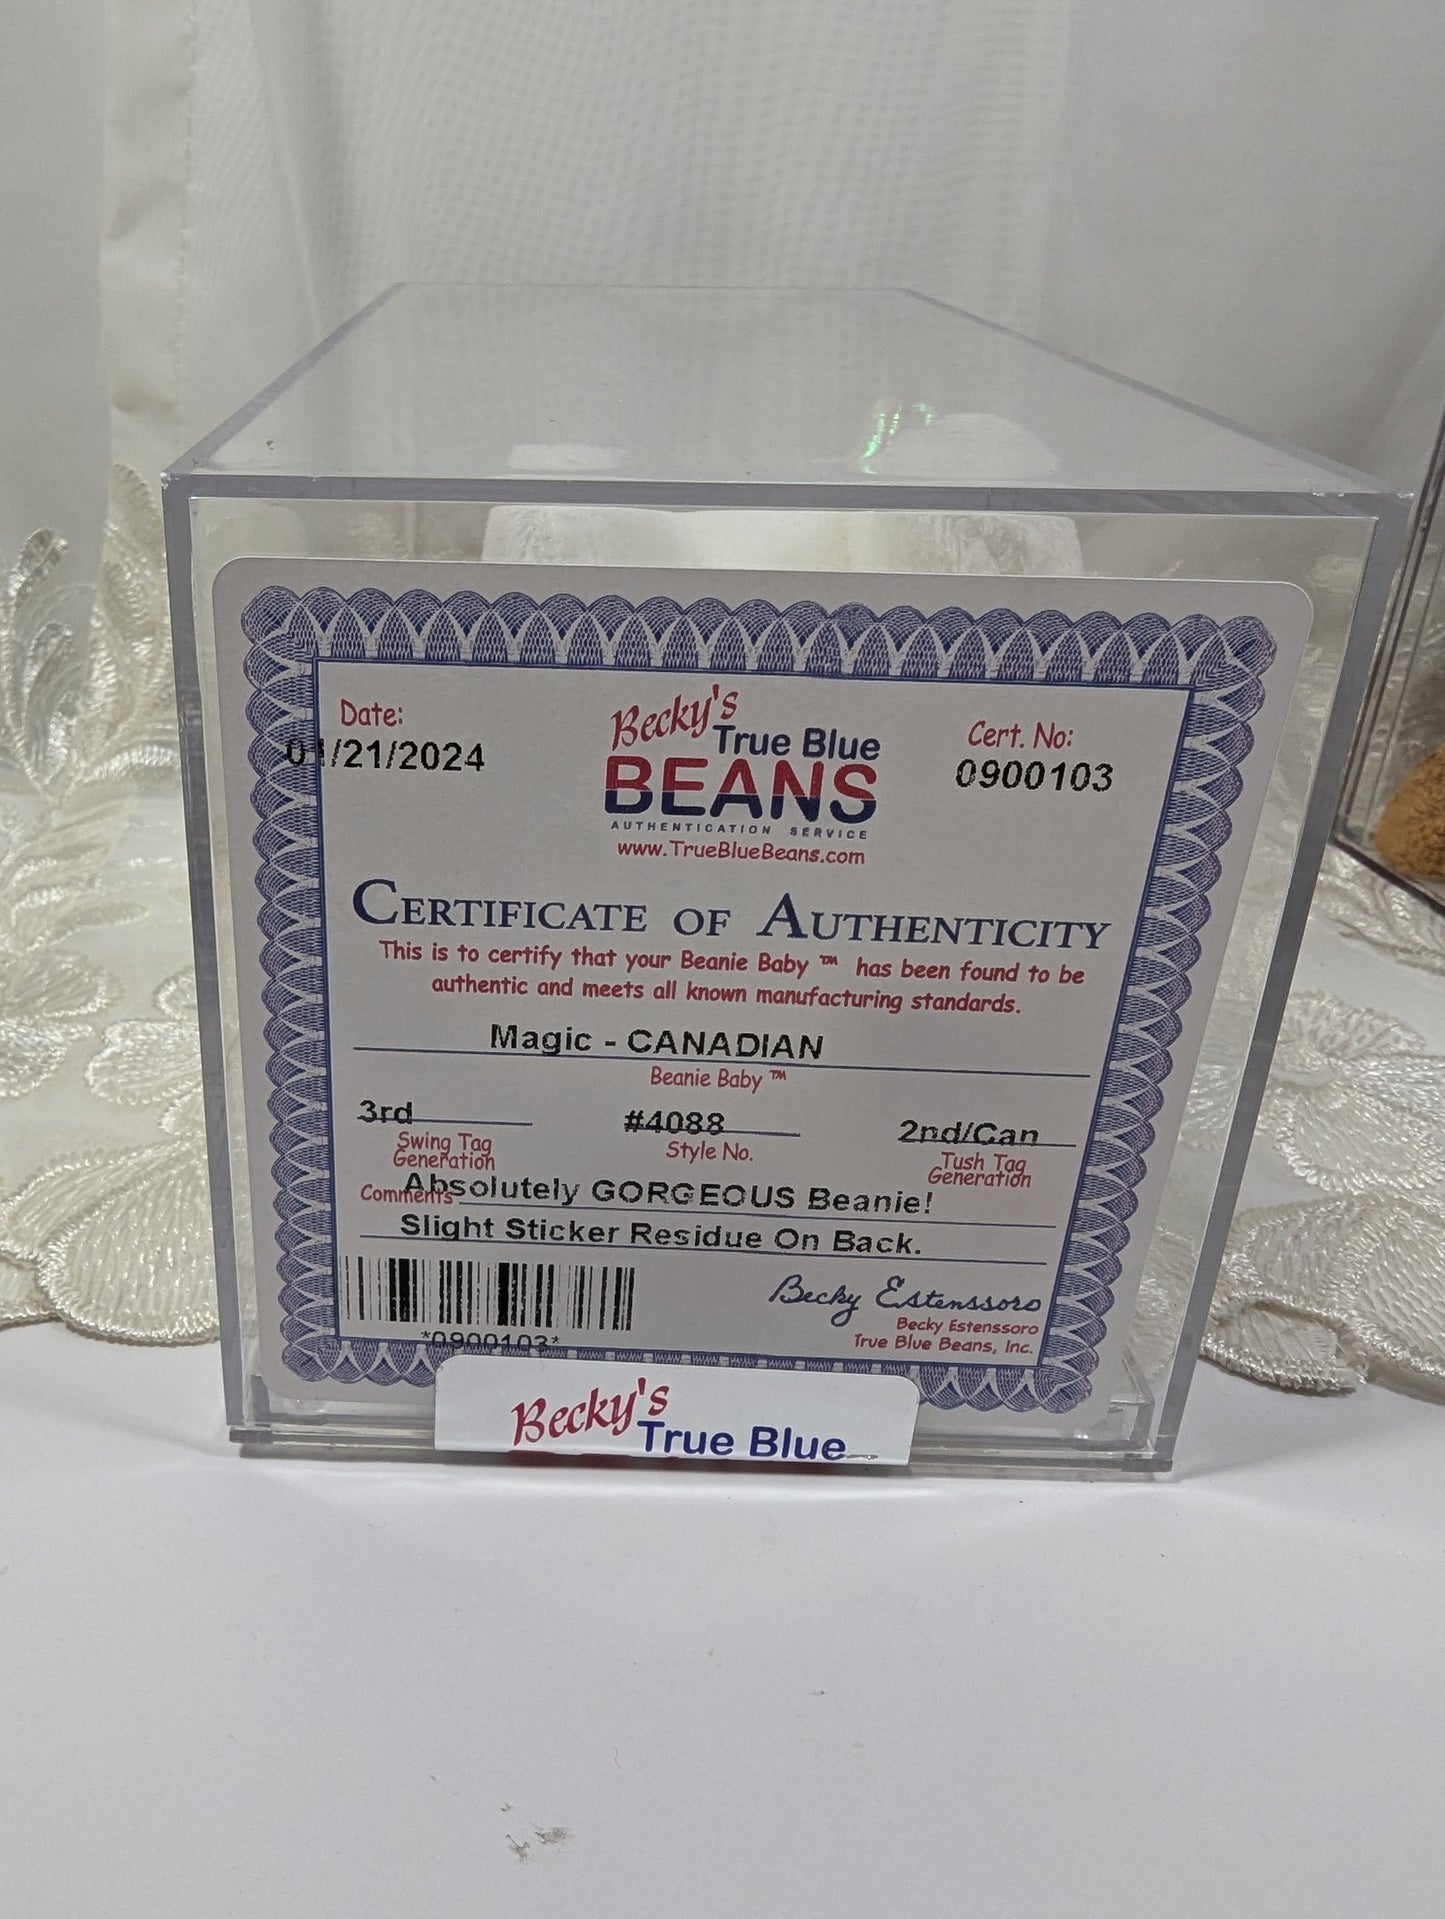 Date:
01/21/2024
Becky's
True Blue
BEANS
AUTHENTICATION SERVICE
www.TrueBlueBeans.com
Cert. No:
0900103
CERTIFICATE OF AUTHENTICITY
This is to certify that your Beanie Baby ™ has been found to be
authentic and meets all known manufacturing standards.
Magic - CANADIAN
Beanie Baby ™
3rd
Swing Tag
Generation
#4088
Style No.
2nd/Can
Tush Tag
Generation
Comments
Absolutely GORGEOUS Beanie!
Slight Sticker Residue On Back.
*0900103*
Becky Estenssoro
Becky Estenssoro
True Blue Beans, Inc.
Becky's
True Blue